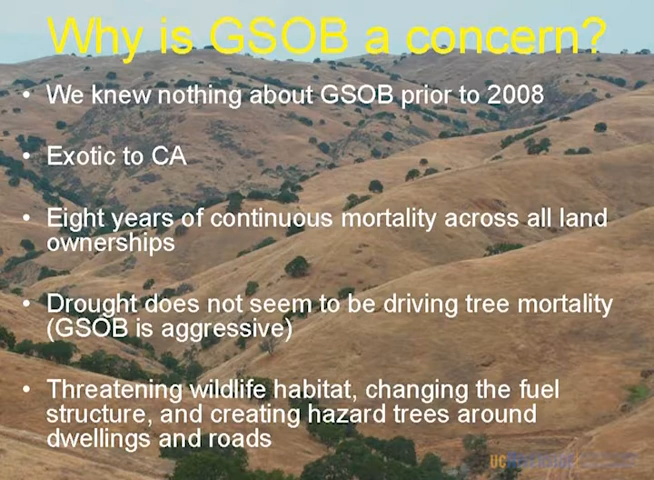 Why is GSOB a concern?
• We knew nothing about GSOB prior to 2008
• Exotic to CA
• Eight years of continuous mortality across all land
ownerships
• Drought does not seem to be driving tree mortality
(GSOB is aggressive)
• Threatening wildlife habitat, changing the fuel
structure, and creating hazard trees around
dwellings and roads